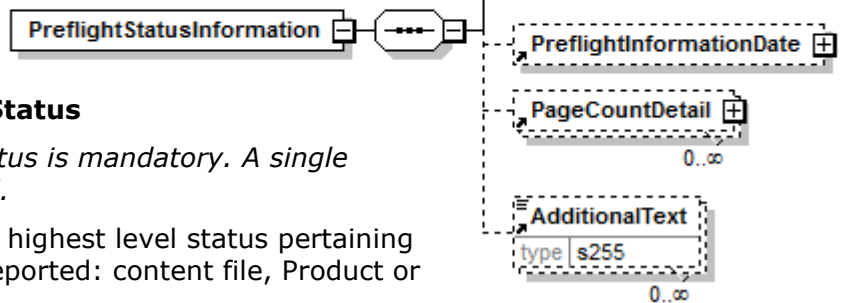 PreflightStatusInformation
PreflightInformationDate
Status
PageCountDetail
0..∞
tus is mandatory. A single
.
AdditionalText
type s255
0..∞
highest level status pertaining
eported: content file, Product or